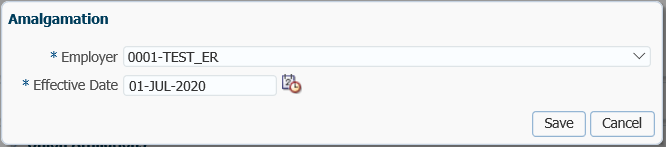 Amalgamation
* Employer 0001-TEST_ER
* Effective Date 01-JUL-2020
Save Cancel